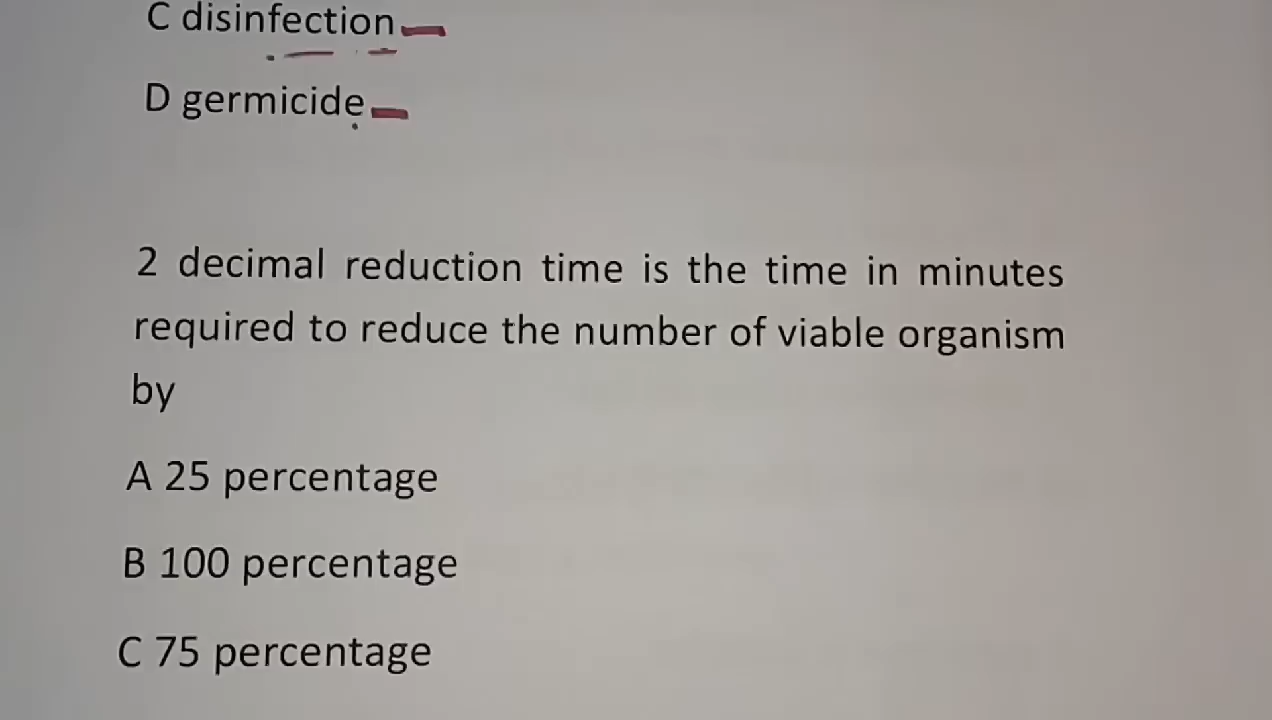 C disinfection
D germicide
2 decimal reduction time is the time in minutes
required to reduce the number of viable organism
by
A 25 percentage
B 100 percentage
C 75 percentage